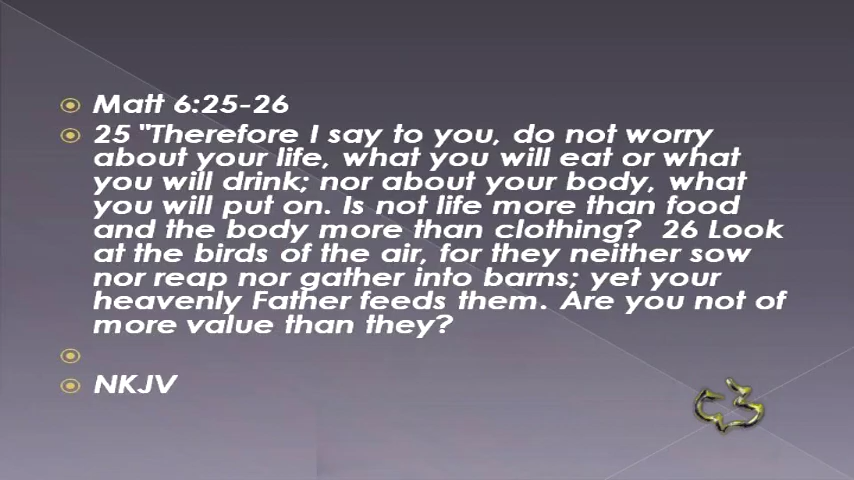 Matt 6:25-26
25 "Therefore I say to you, do not worry
about your life, what you will eat or what
you will drink; nor about your body, what
you will put on. Is not life more than food
and the body more than clothing?  26 Look
at the birds of the air, for they neither sow
nor reap nor gather into barns; yet your
heavenly Father feeds them. Are you not of
more value than they?
NKJV